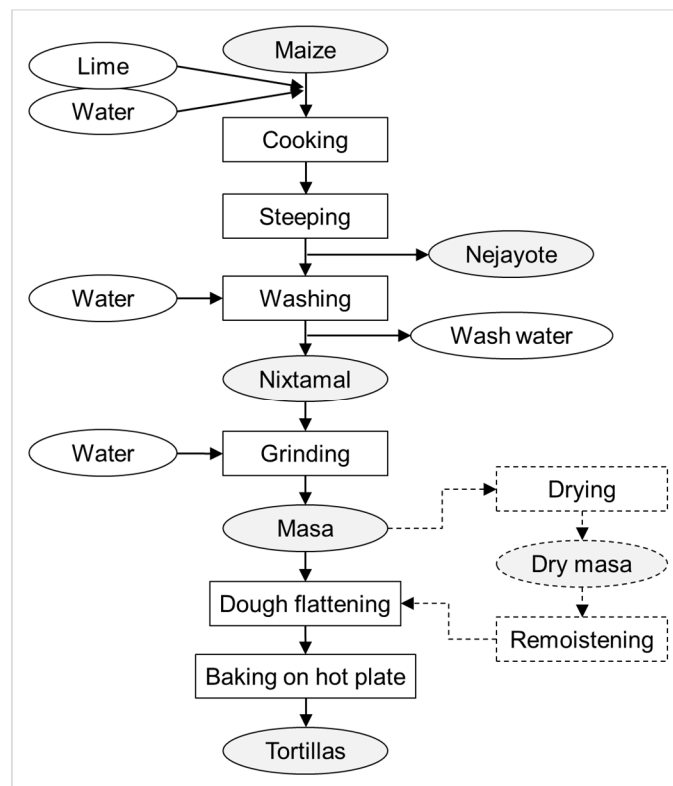 Maize
Lime
Water
Cooking
Steeping
Nejayote
Water
Washing
Wash water
Nixtamal
Water
Grinding
Drying
Masa
Dry masa
Dough flattening
Remoistening
Baking on hot plate
Tortillas